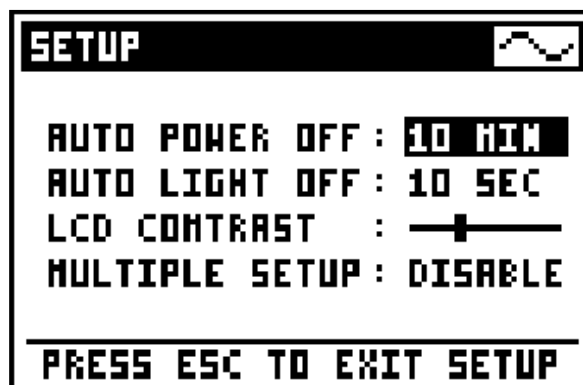 SETUP
AUTO POWER OFF: 10 MIN
AUTO LIGHT OFF: 10 SEC
LCD CONTRAST :
MULTIPLE SETUP: DISABLE
PRESS ESC TO EXIT SETUP